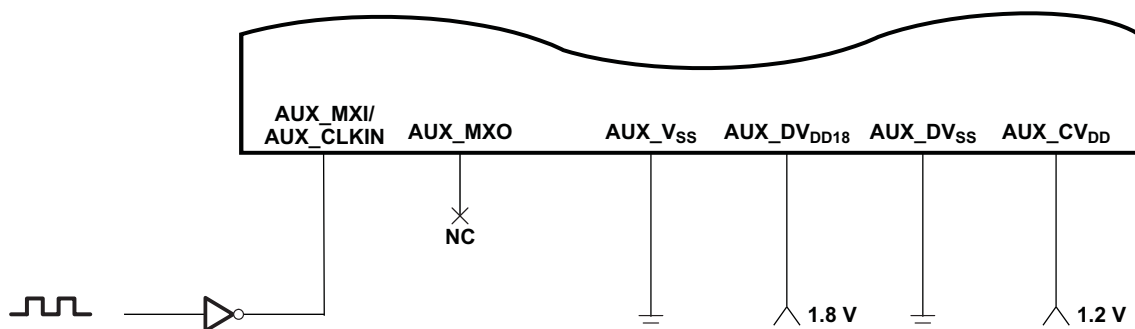 AUX_MXI/
AUX_CLKIN AUX_MXO AUX_VSS AUX_DVDD18 AUX_DVSS AUX_CVDD
NC
1.8 V 1.2 V